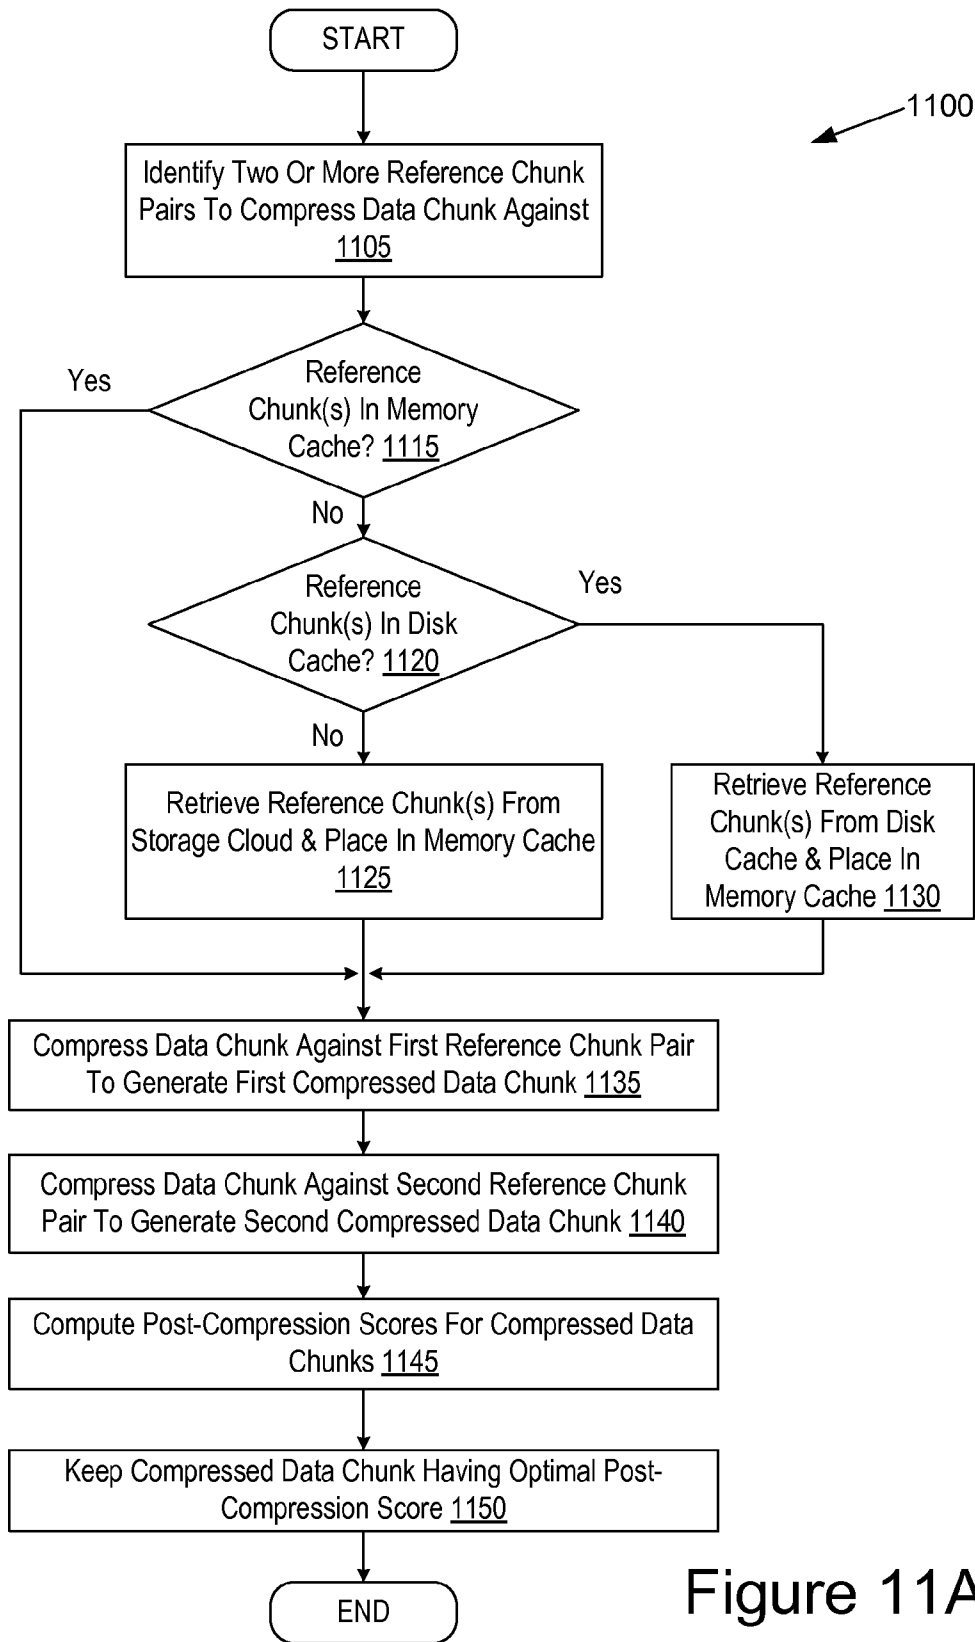 START
1100
Identify Two Or More Reference Chunk
Pairs To Compress Data Chunk Against
1105
Yes
Reference
Chunk(s) In Memory
Cache? 1115
No
Reference
Chunk(s) In Disk
Cache? 1120
Yes
No
Retrieve Reference Chunk(s) From
Storage Cloud & Place In Memory Cache
1125
Retrieve Reference
Chunk(s) From Disk
Cache & Place In
Memory Cache 1130
Compress Data Chunk Against First Reference Chunk Pair
To Generate First Compressed Data Chunk 1135
Compress Data Chunk Against Second Reference Chunk
Pair To Generate Second Compressed Data Chunk 1140
Compute Post-Compression Scores For Compressed Data
Chunks 1145
Keep Compressed Data Chunk Having Optimal Post-
Compression Score 1150
END
Figure 11A